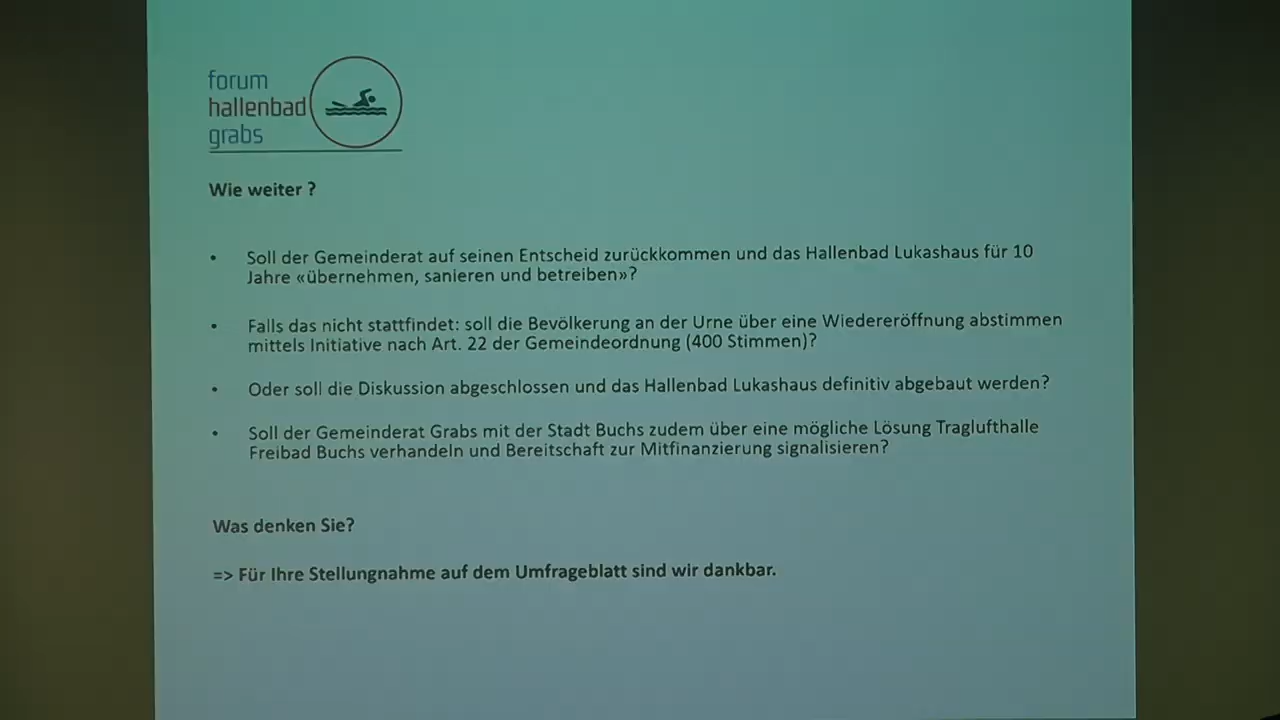 forum
hallenbad
grabs
Wie weiter ?
• Soll der Gemeinderat auf seinen Entscheid zurückkommen und das Hallenbad Lukashaus für 10
Jahre «übernehmen, sanieren und betreiben»?
• Falls das nicht stattfindet: soll die Bevölkerung an der Urne über eine Wiedereröffnung abstimmen
mittels Initiative nach Art. 22 der Gemeindeordnung (400 Stimmen)?
• Oder soll die Diskussion abgeschlossen und das Hallenbad Lukashaus definitiv abgebaut werden?
• Soll der Gemeinderat Grabs mit der Stadt Buchs zudem über eine mögliche Lösung Traglufthalle
Freibad Buchs verhandeln und Bereitschaft zur Mitfinanzierung signalisieren?
Was denken Sie?
=> Für Ihre Stellungnahme auf dem Umfrageblatt sind wir dankbar.